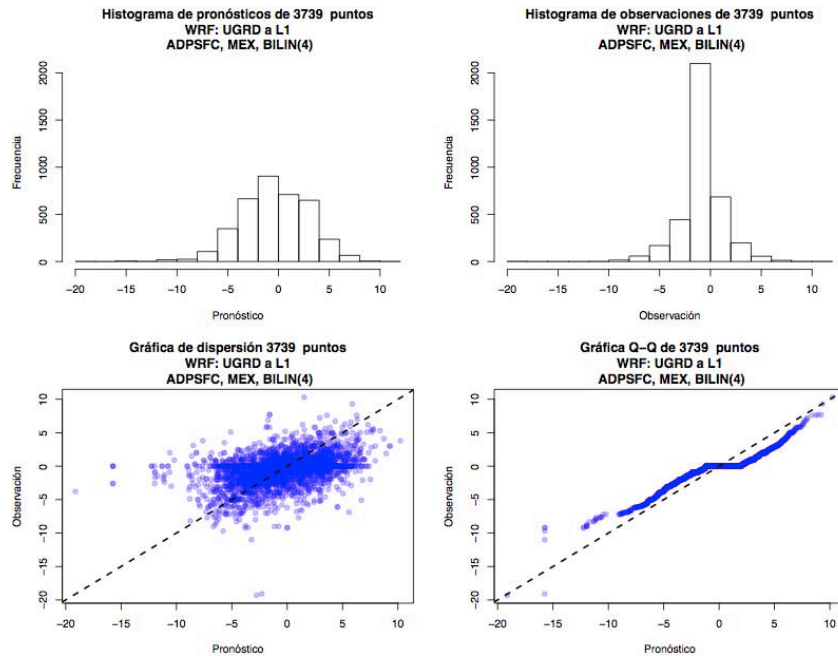 Histograma de pronósticos de 3739 puntos
WRF: UGRD a L1
ADPSFC, MEX, BILIN(4)
Frecuencia
2000
1500
1000
500
0
−20 −15 −10 −5 0 5 10
Pronóstico
Histograma de observaciones de 3739 puntos
WRF: UGRD a L1
ADPSFC, MEX, BILIN(4)
Frecuencia
2000
1500
1000
500
0
−20 −15 −10 −5 0 5 10
Observación
Gráfica de dispersión 3739 puntos
WRF: UGRD a L1
ADPSFC, MEX, BILIN(4)
Observación
10
5
0
−5
−10
−15
−20
−20 −15 −10 −5 0 5 10
Pronóstico
Gráfica Q−Q de 3739 puntos
WRF: UGRD a L1
ADPSFC, MEX, BILIN(4)
Observación
10
5
0
−5
−10
−15
−20
−20 −15 −10 −5 0 5 10
Pronóstico